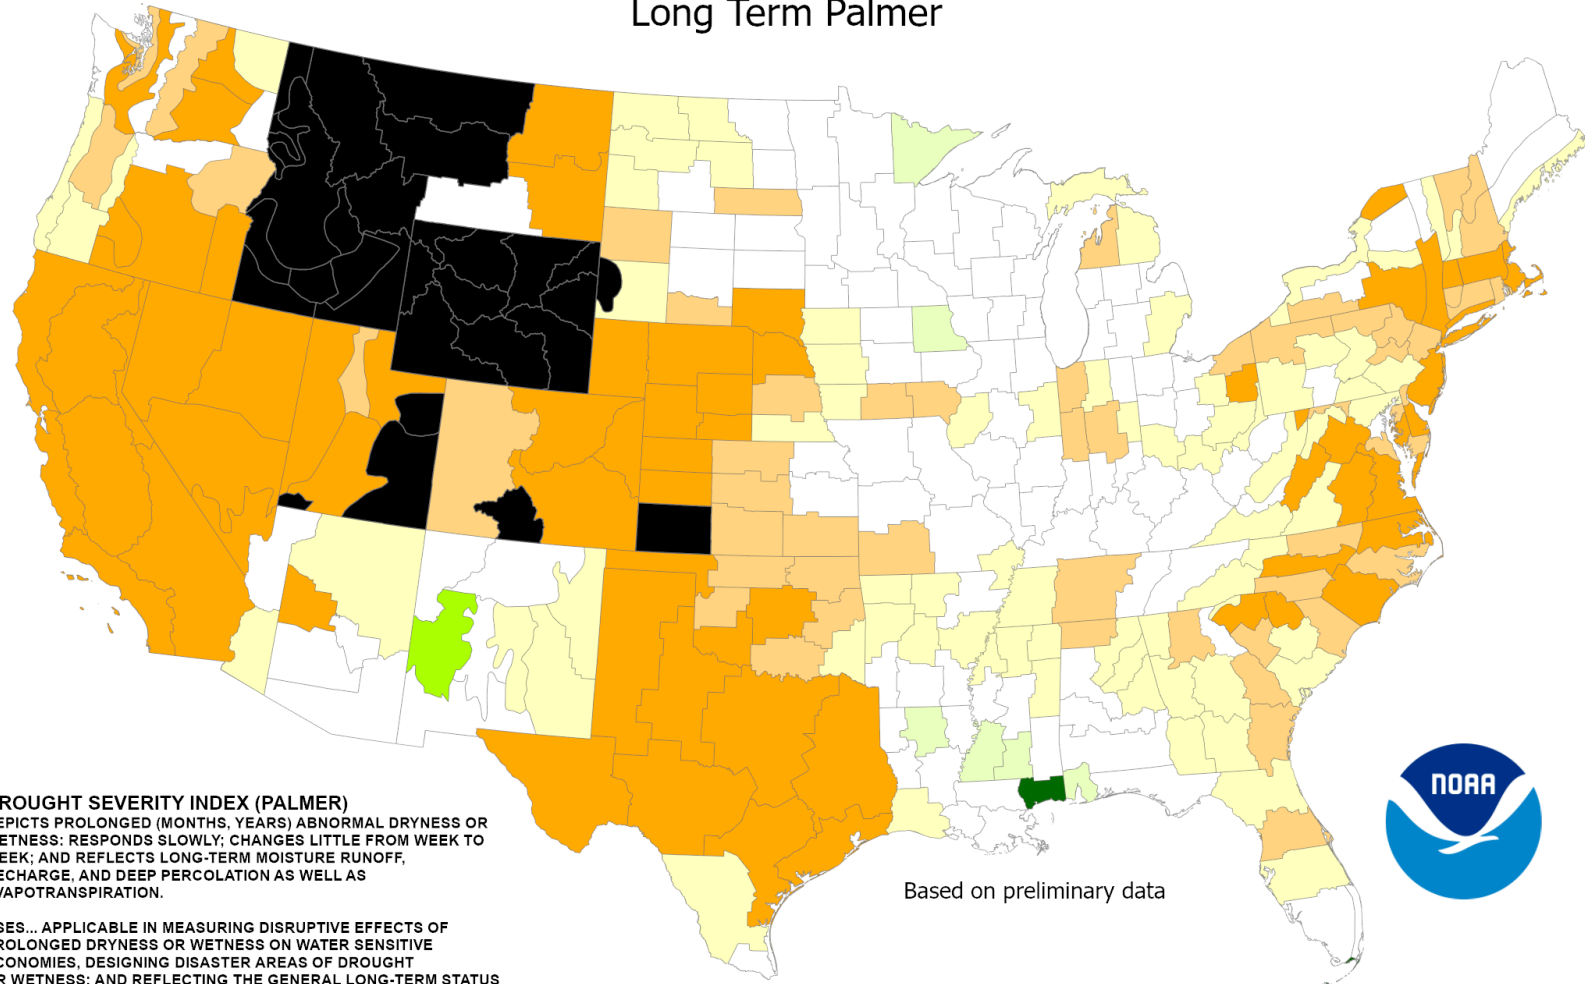 Long Term Palmer
ROUGHT SEVERITY INDEX (PALMER)
EPICTS PROLONGED (MONTHS, YEARS) ABNORMAL DRYNESS OR
ETNESS: RESPONDS SLOWLY; CHANGES LITTLE FROM WEEK TO
EEK; AND REFLECTS LONG-TERM MOISTURE RUNOFF,
ECHARGE, AND DEEP PERCOLATION AS WELL AS
VAPOTRANSPIRATION.
SES... APPLICABLE IN MEASURING DISRUPTIVE EFFECTS OF
ROLONGED DRYNESS OR WETNESS ON WATER SENSITIVE
CONOMIES, DESIGNING DISASTER AREAS OF DROUGHT
R WETNESS; AND REFLECTING THE GENERAL LONG-TERM STATUS
Based on preliminary data
NOAA